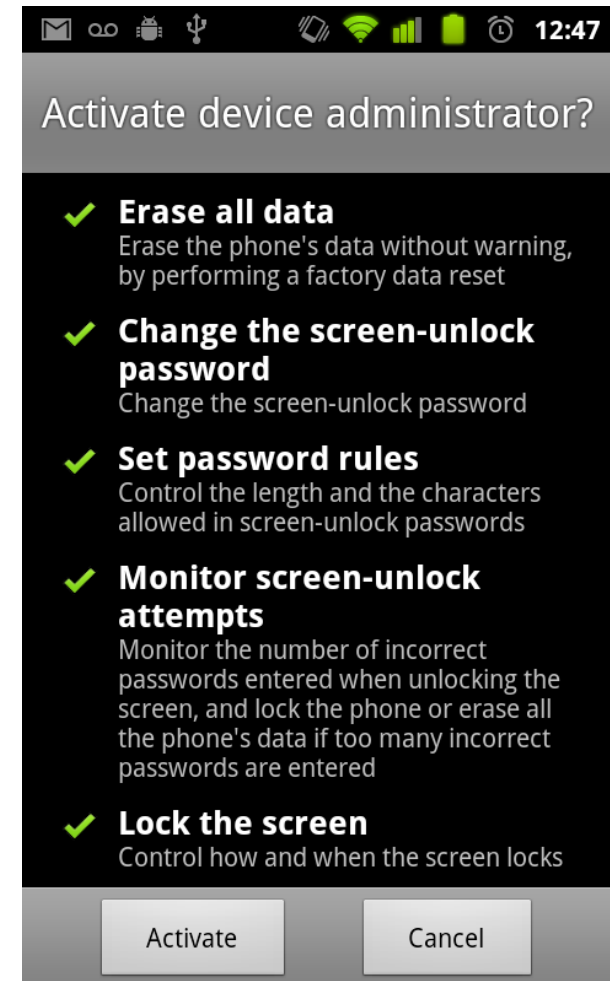 12:47
Activate device administrator?
Erase all data
Erase the phone's data without warning,
by performing a factory data reset
Change the screen-unlock
password
Change the screen-unlock password
Set password rules
Control the length and the characters
allowed in screen-unlock passwords
Monitor screen-unlock
attempts
Monitor the number of incorrect
passwords entered when unlocking the
screen, and lock the phone or erase all
the phone's data if too many incorrect
passwords are entered
Lock the screen
Control how and when the screen locks
Activate
Cancel